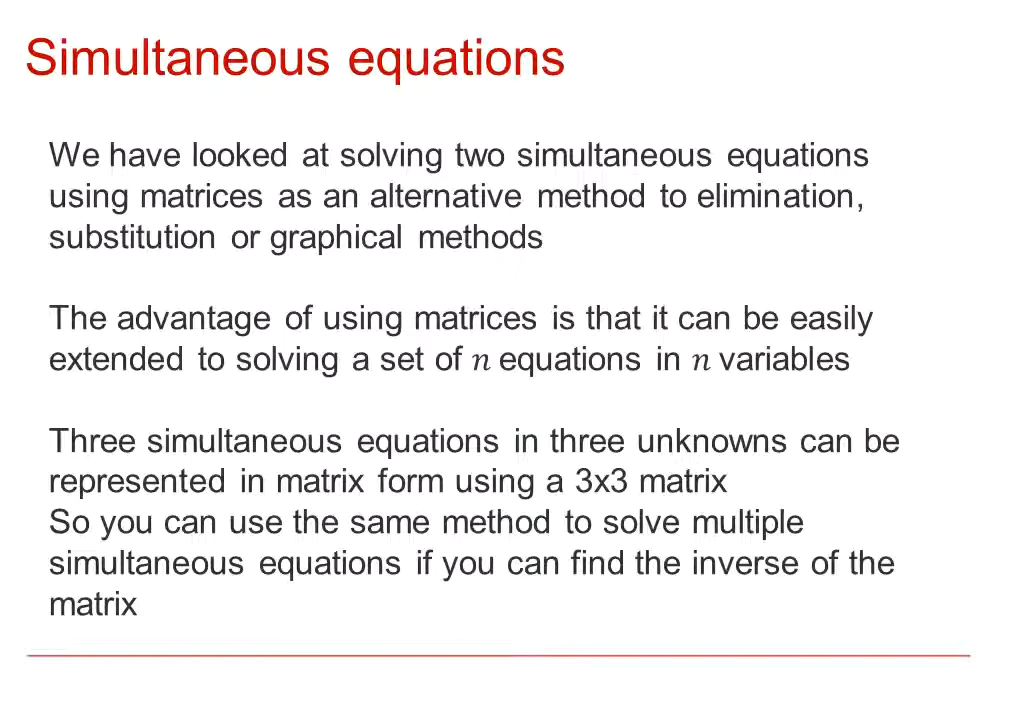 Simultaneous equations
We have looked at solving two simultaneous equations
using matrices as an alternative method to elimination,
substitution or graphical methods
The advantage of using matrices is that it can be easily
extended to solving a set of 𝑛 equations in 𝑛 variables
Three simultaneous equations in three unknowns can be
represented in matrix form using a 3x3 matrix
So you can use the same method to solve multiple
simultaneous equations if you can find the inverse of the
matrix